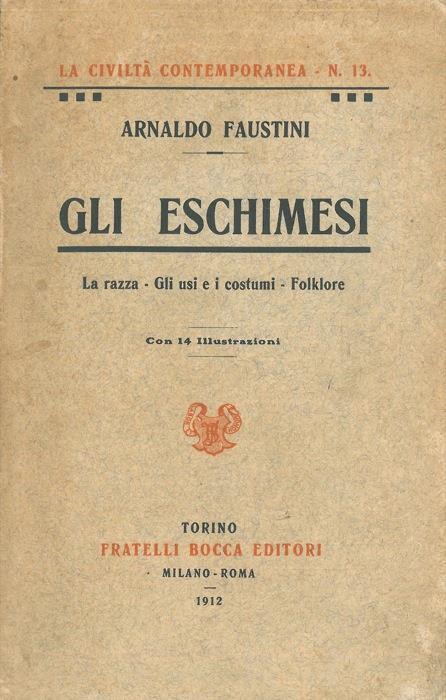 LA CIVILTÀ CONTEMPORANEA - N. 13.
ARNALDO FAUSTINI
GLI ESCHIMESI
La razza - Gli usi e i costumi - Folklore
Con 14 Illustrazioni
TORINO
FRATELLI BOCCA EDITORI
MILANO-ROMA
1912